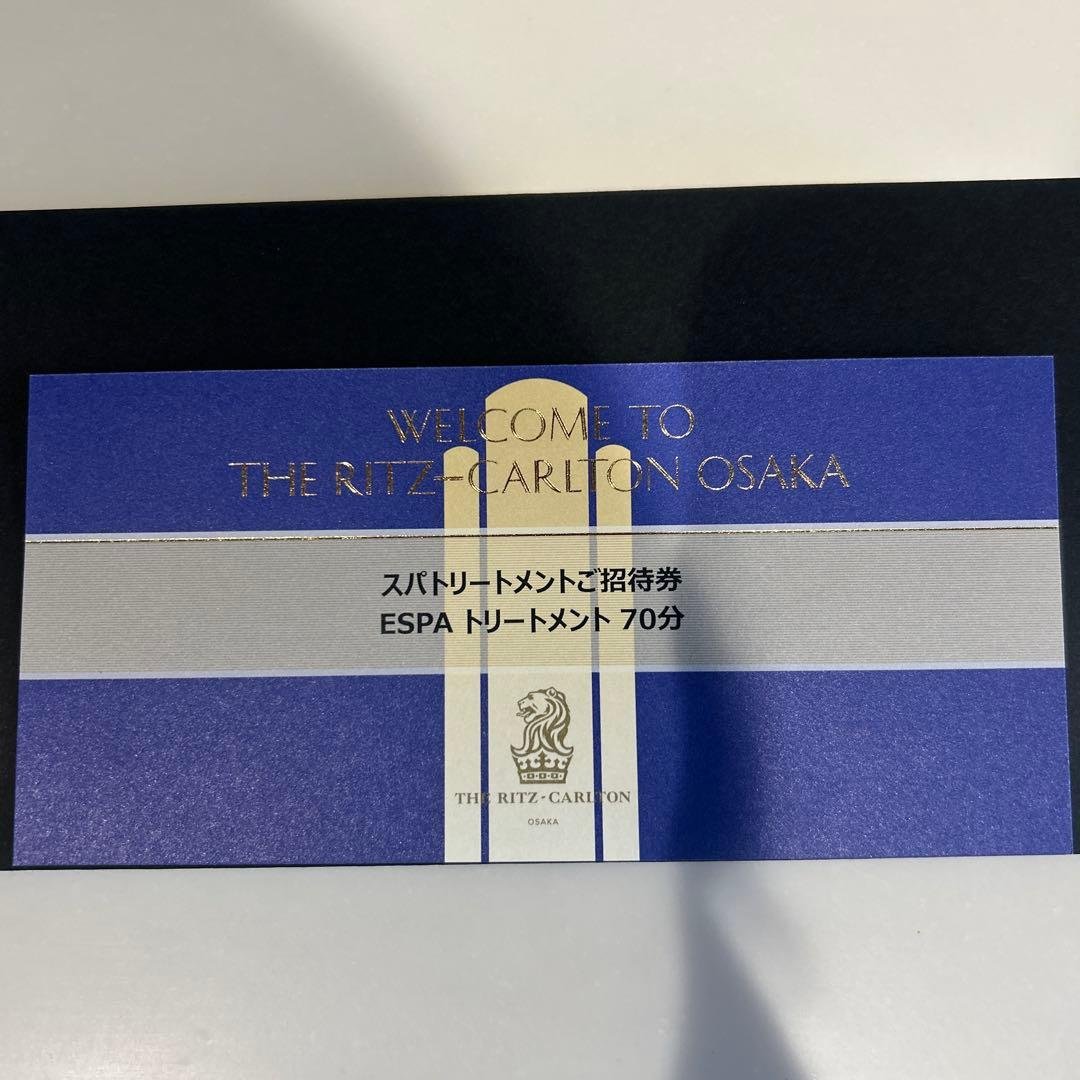 WELCOME TO
THE RITZ-CARLTON OSAKA
スパトリートメントご招待券
ESPA トリートメント 70分
THE RITZ-CARLTON
OSAKA